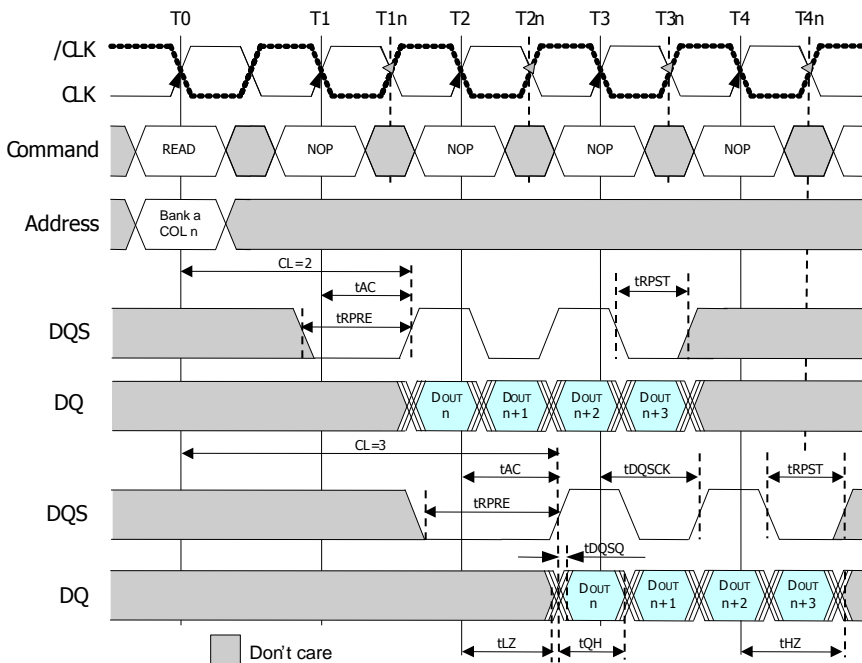 T0 T1 T1n T2 T2n T3 T3n T4 T4n
/CLK
CLK
Command READ NOP NOP NOP NOP
Address Bank a
COL n
CL=2
tAC tRPST
tRPRE
DQS
DQ DOUT n DOUT n+1 DOUT n+2 DOUT n+3
CL=3
tAC tDQSCK tRPST
tRPRE
DQS
tDQSQ
DQ DOUT n DOUT n+1 DOUT n+2 DOUT n+3
tLZ tQH tHZ
Don't care